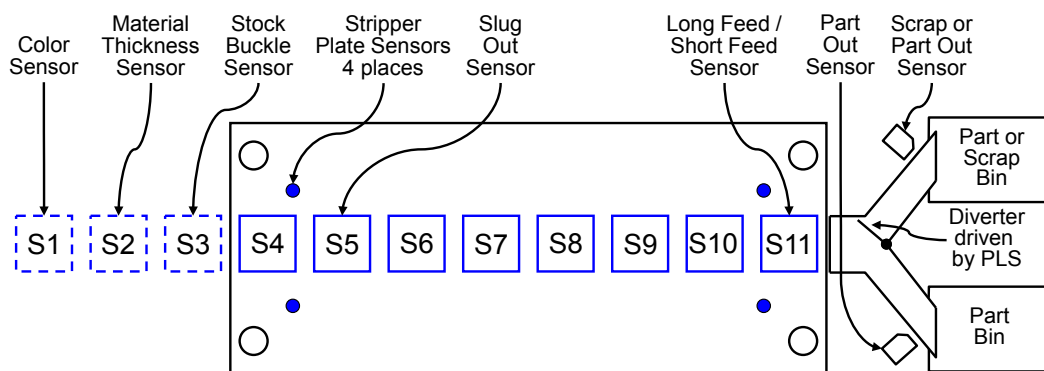 Color
Sensor
Material
Thickness
Sensor
Stock
Buckle
Sensor
Stripper
Plate Sensors
4 places
Slug
Out
Sensor
Long Feed /
Short Feed
Sensor
Part
Out
Sensor
Scrap or
Part Out
Sensor
Part or
Scrap
Bin
S1
S2
S3
S4
S5
S6
S7
S8
S9
S10
S11
Diverter
driven
by PLS
Part
Bin